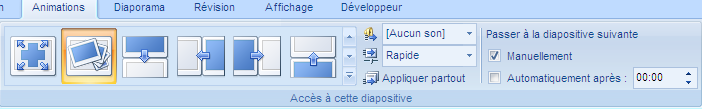 Animations Diaporama Révision Affichage Développeur
[Aucun son] Passer à la diapositive suivante
Rapide Manuellement
Appliquer partout Automatiquement après : 00:00
Accès à cette diapositive